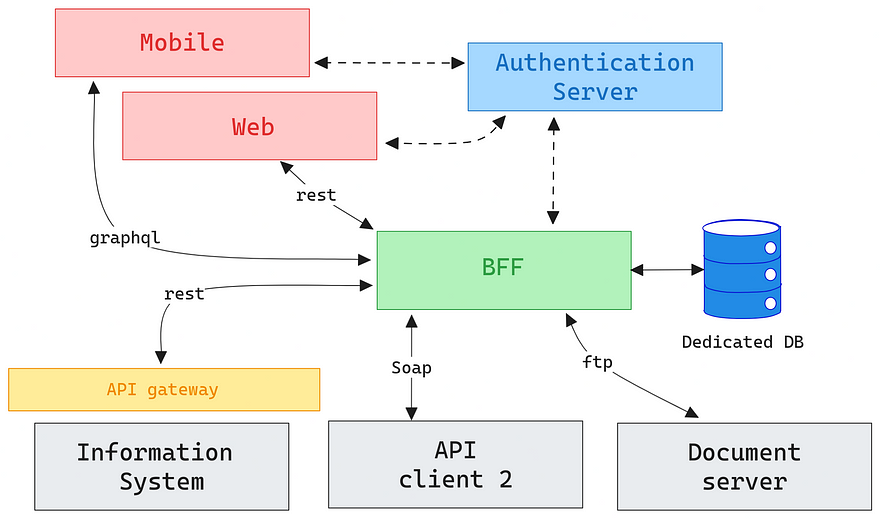 Mobile
Authentication
Server
Web
rest
graphql
BFF
rest
Dedicated DB
Soap
ftp
API gateway
Information
System
API
client 2
Document
server